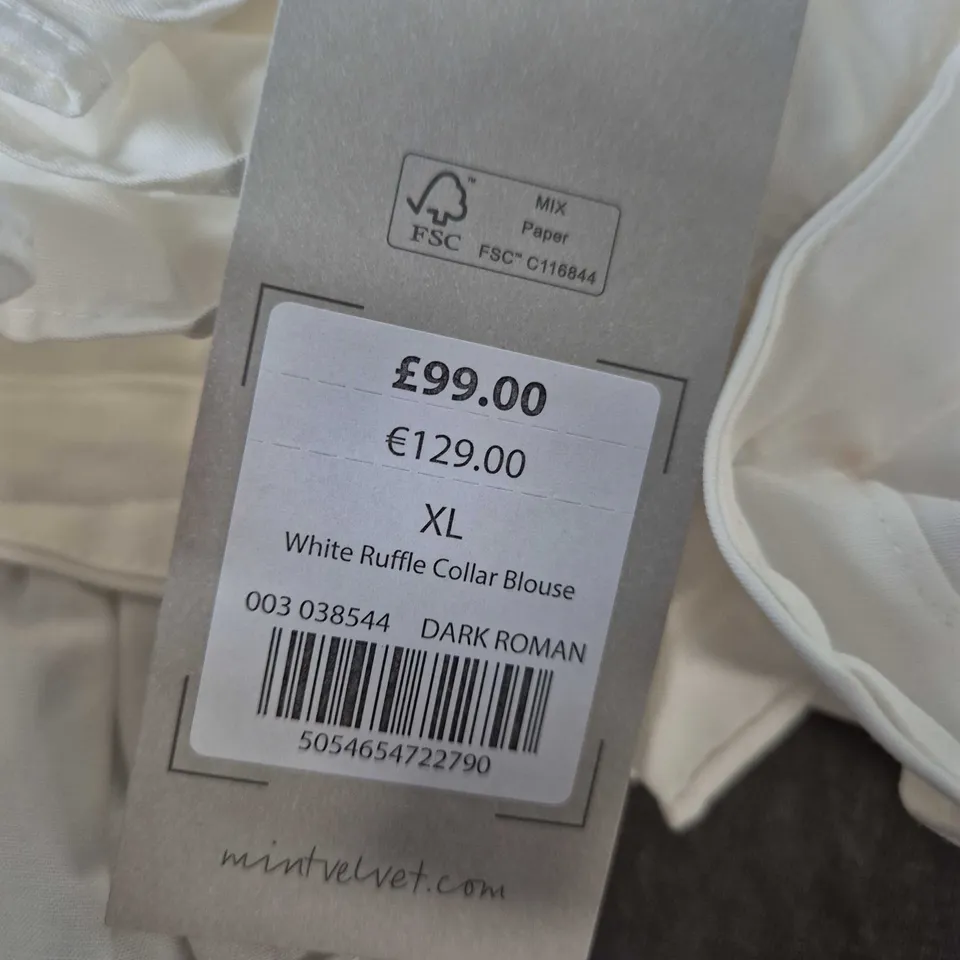 MIX
Paper
FSC™ C116844
™
FSC
£99.00
€129.00
XL
White Ruffle Collar Blouse
003 038544 DARK ROMAN
5054654722790
mintvelvet.com